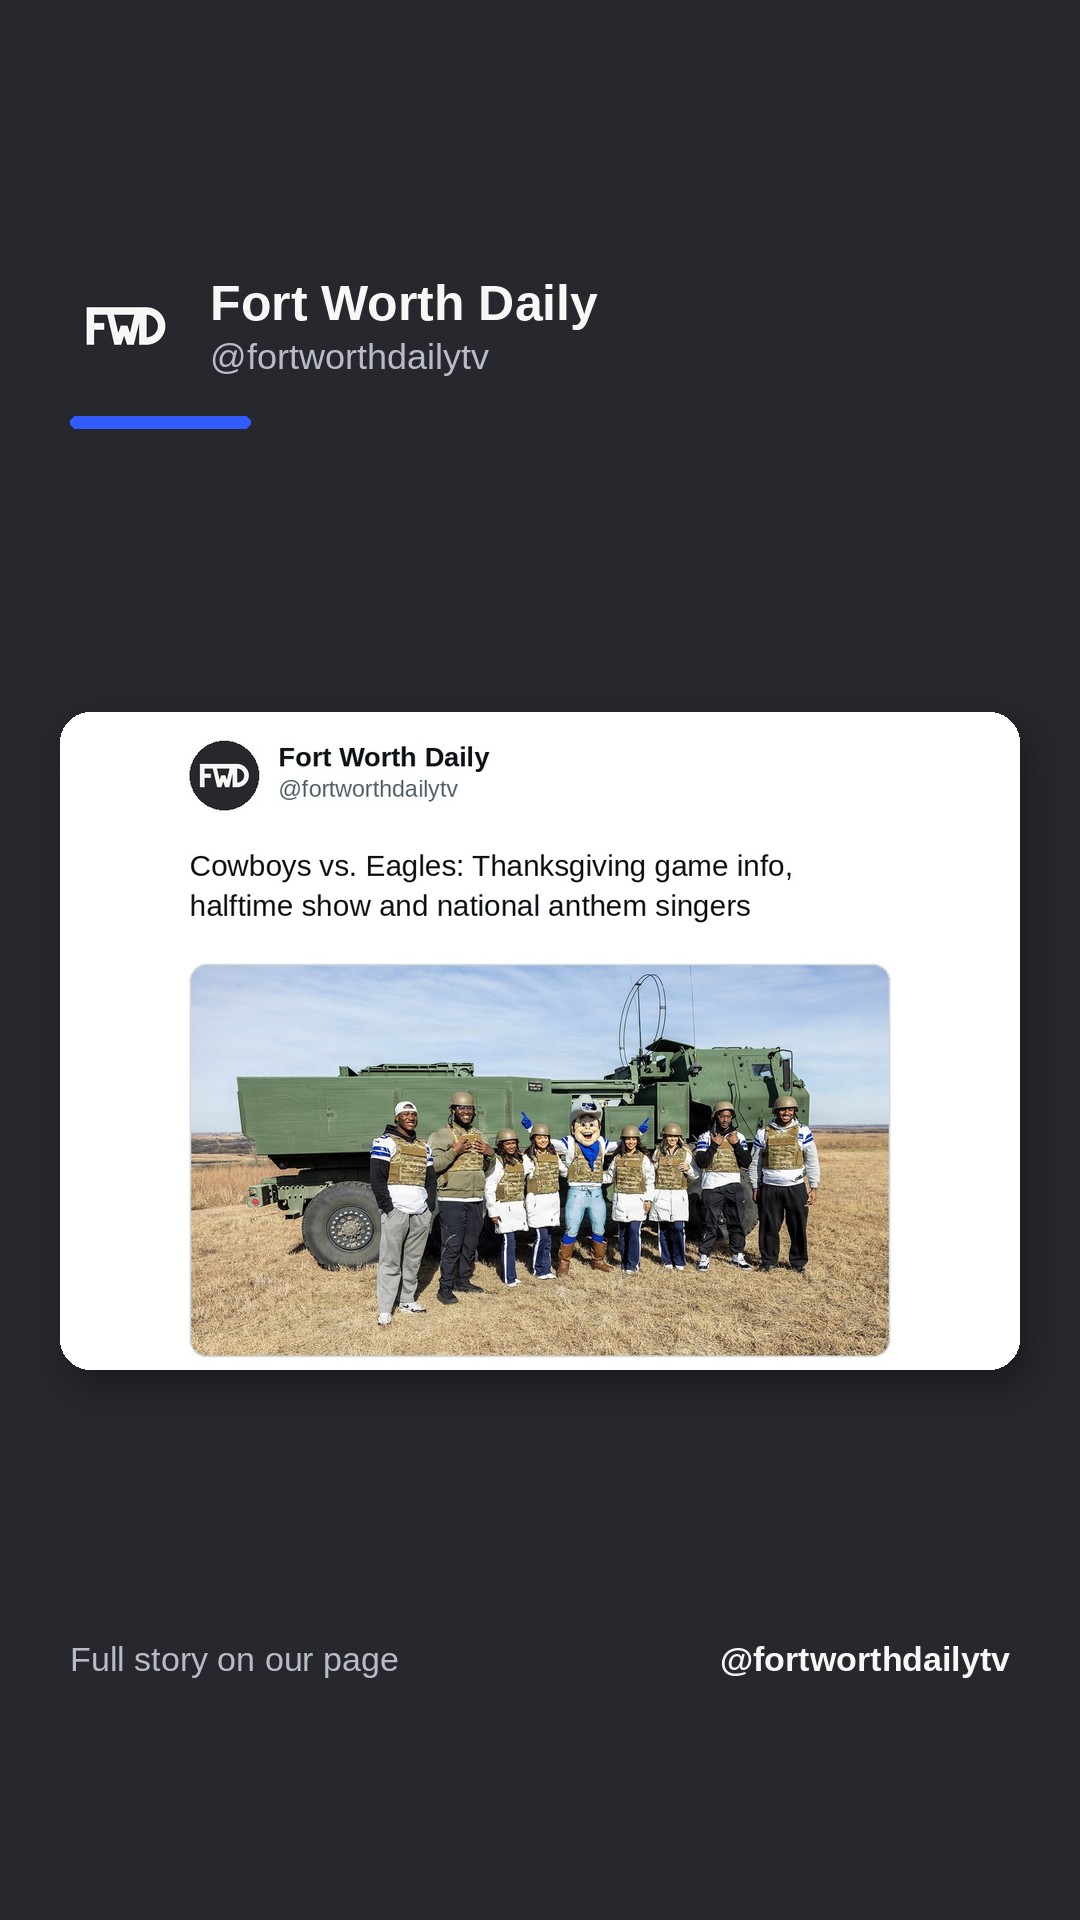 FWD
Fort Worth Daily
@fortworthdailytv
FWD
Fort Worth Daily
@fortworthdailytv
Cowboys vs. Eagles: Thanksgiving game info,
halftime show and national anthem singers
Full story on our page
@fortworthdailytv